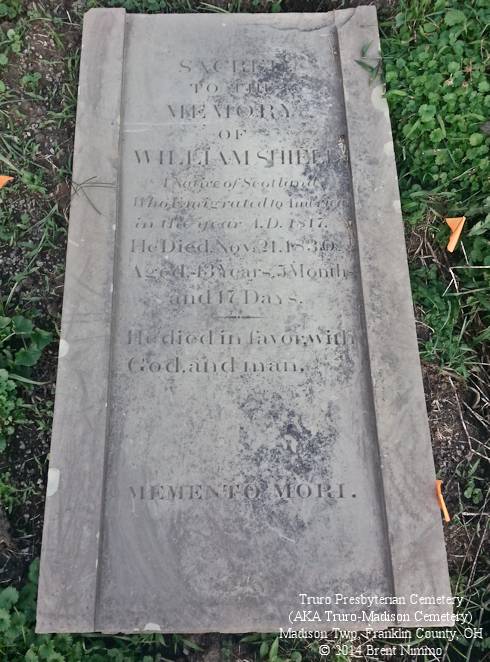 SACRED
TO THE
MEMORY
OF
WILLIAM SHIELL
A Native of Scotland
Who Emigrated to America
in the year A.D. 1817.
He Died, Nov. 21, 1830,
Aged 43 Years, 5 Months
and 17 Days.
He died in favor, with
God, and man.
MEMENTO MORI.
Truro Presbyterian Cemetery
(AKA Truro-Madison Cemetery)
Madison Twp, Franklin County, OH
© 2014 Brent Nimmo